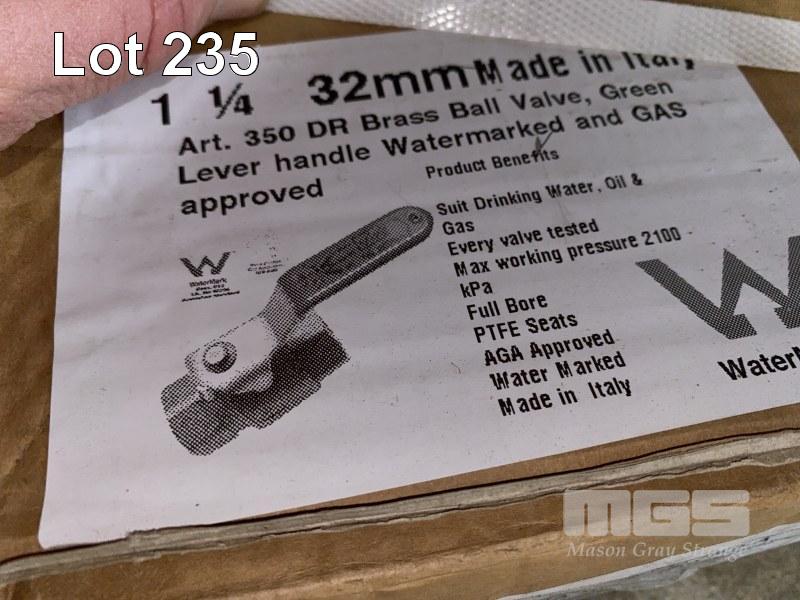 Lot 235
1 ¼ 32mm Made in Italy
Art. 350 DR Brass Ball Valve, Green
Lever handle Watermarked and GAS
approved
Product Benefits
Suit Drinking Water, Oil &
Gas
Every valve tested
Max working pressure 2100
kPa
Full Bore
PTFE Seats
AGA Approved
Water Marked
Made in Italy
WaterMark
Water
MGS
Mason Gray Strange